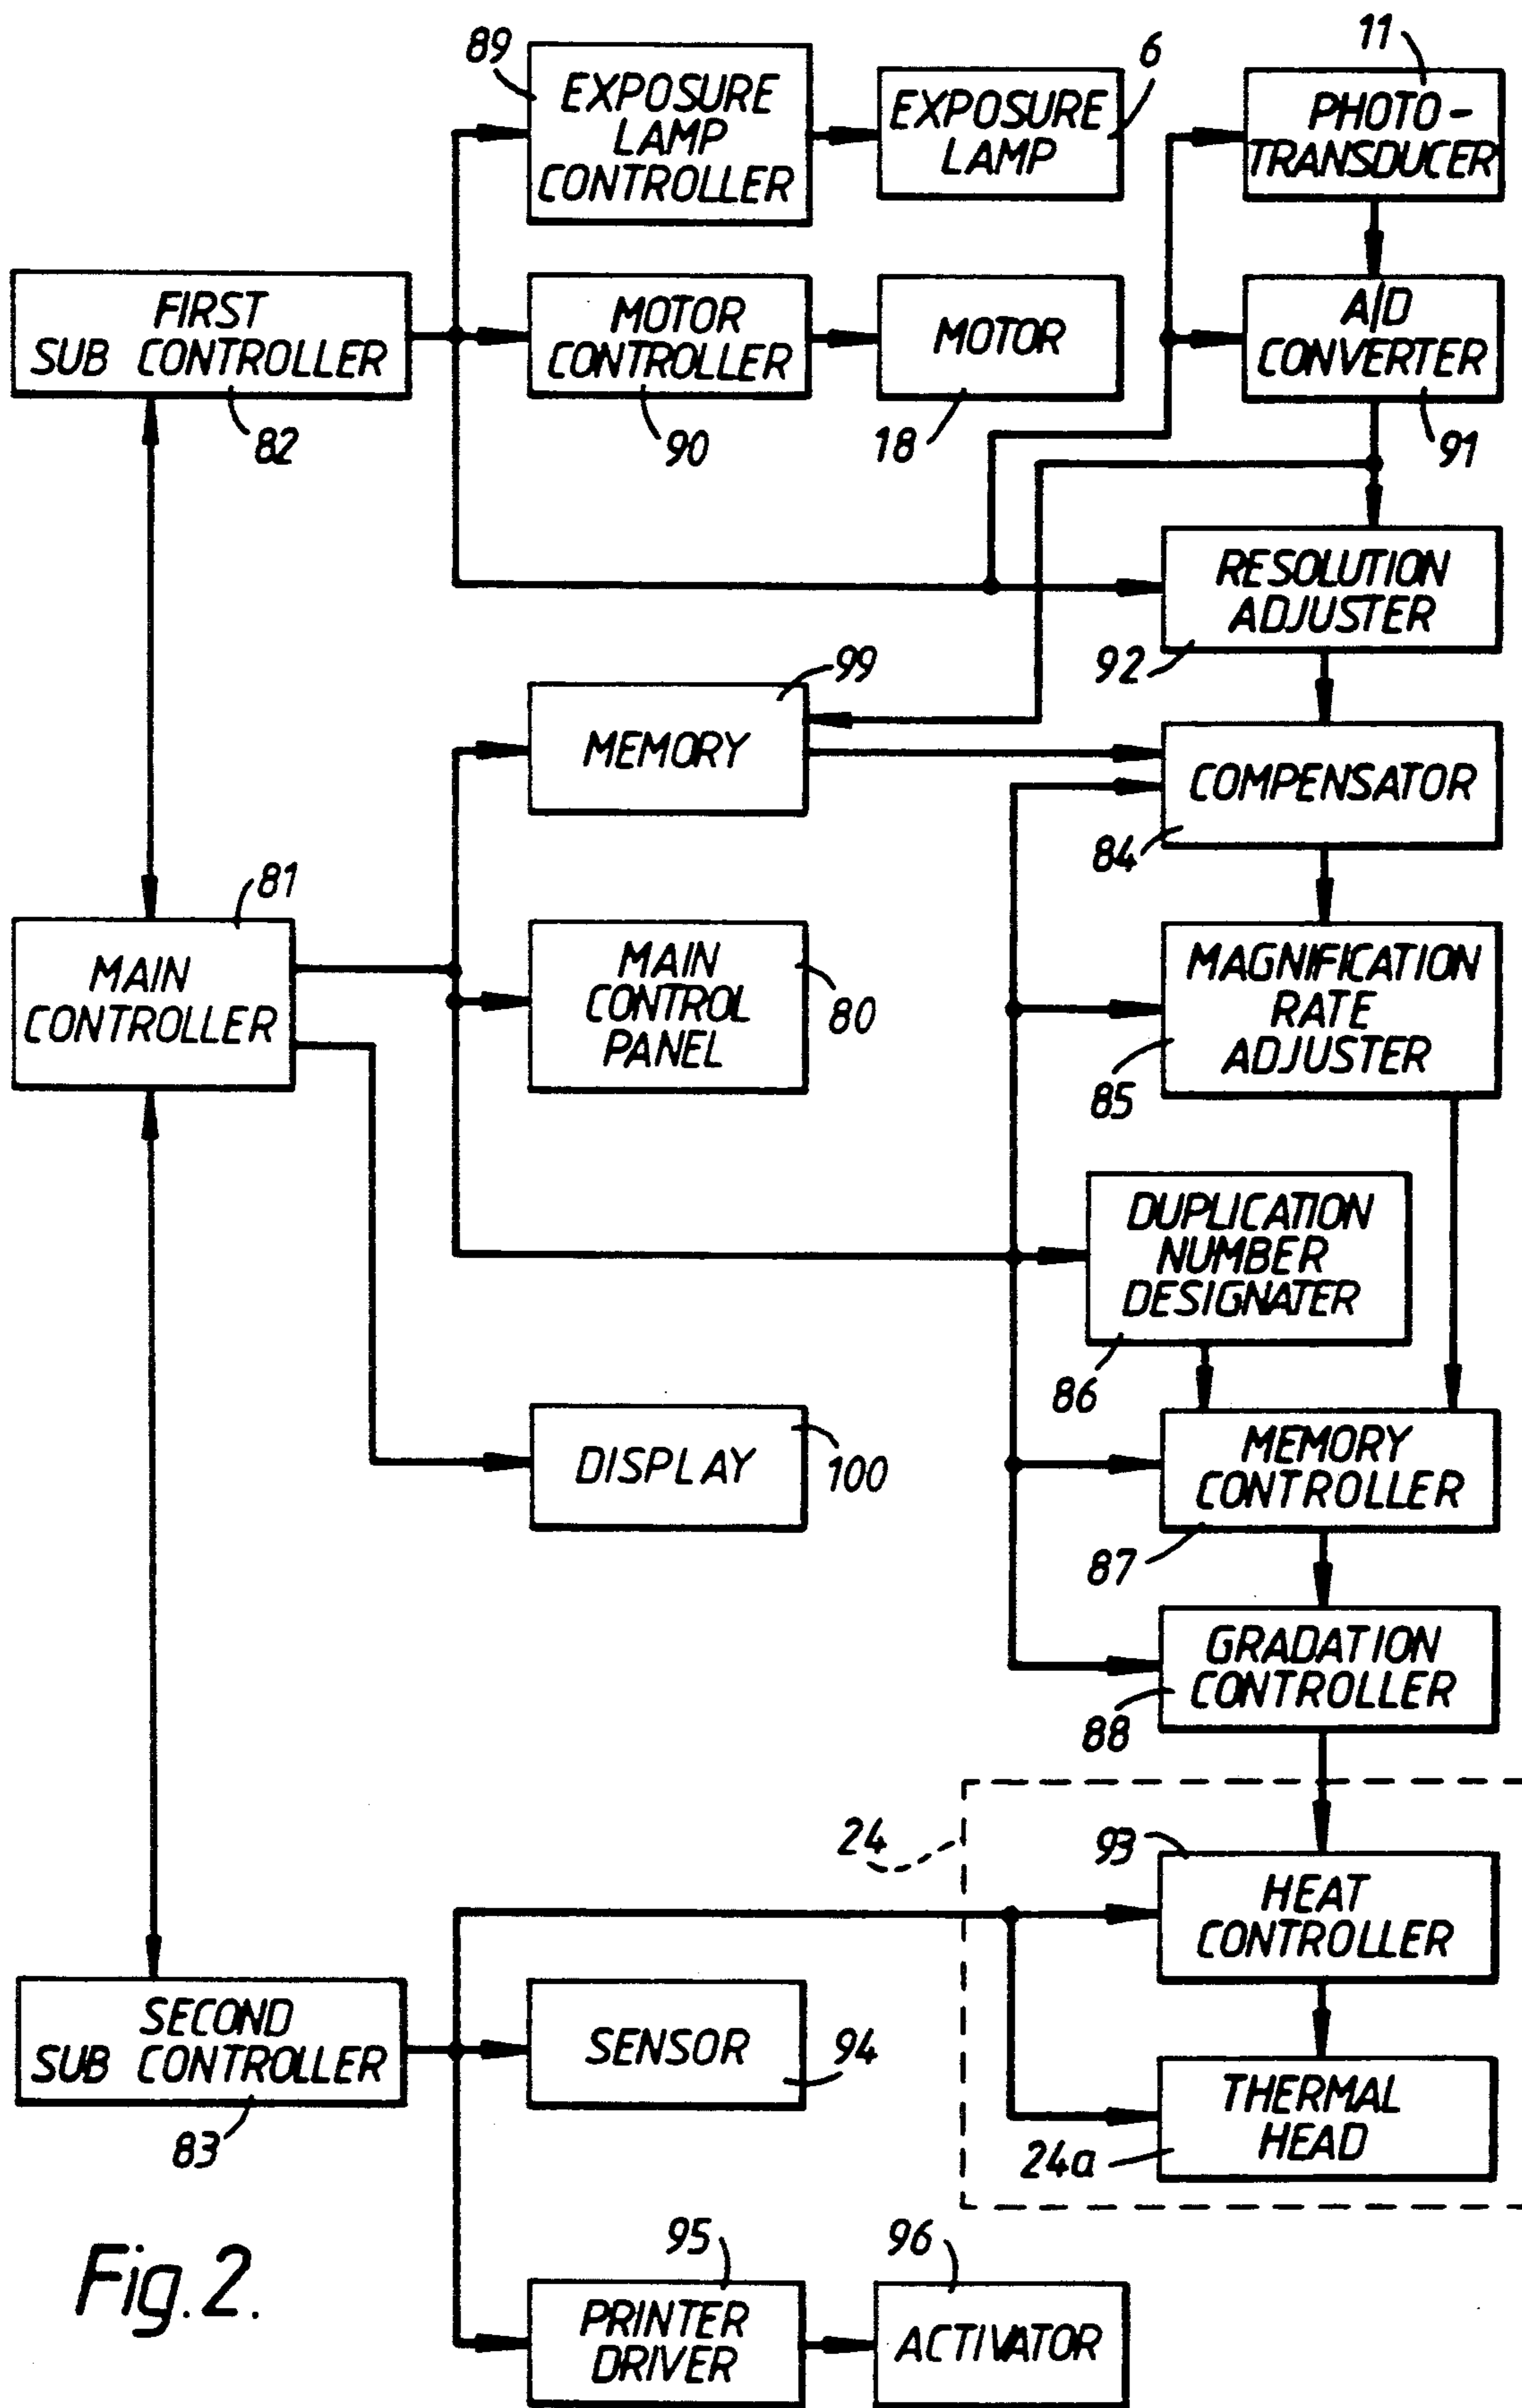 89
EXPOSURE
LAMP
CONTROLLER
6
EXPOSURE
LAMP
11
PHOTO-
TRANSDUCER
FIRST
SUB CONTROLLER
82
MOTOR
CONTROLLER
90
MOTOR
18
A/D
CONVERTER
91
RESOLUTION
ADJUSTER
92
99
MEMORY
COMPENSATOR
84
81
MAIN
CONTROLLER
MAIN
CONTROL
PANEL
80
MAGNIFICATION
RATE
ADJUSTER
85
DUPLICATION
NUMBER
DESIGNATER
86
DISPLAY
100
MEMORY
CONTROLLER
87
GRADATION
CONTROLLER
88
24
93
HEAT
CONTROLLER
SECOND
SUB CONTROLLER
83
SENSOR
94
THERMAL
HEAD
24a
95
PRINTER
DRIVER
96
ACTIVATOR
Fig.2.